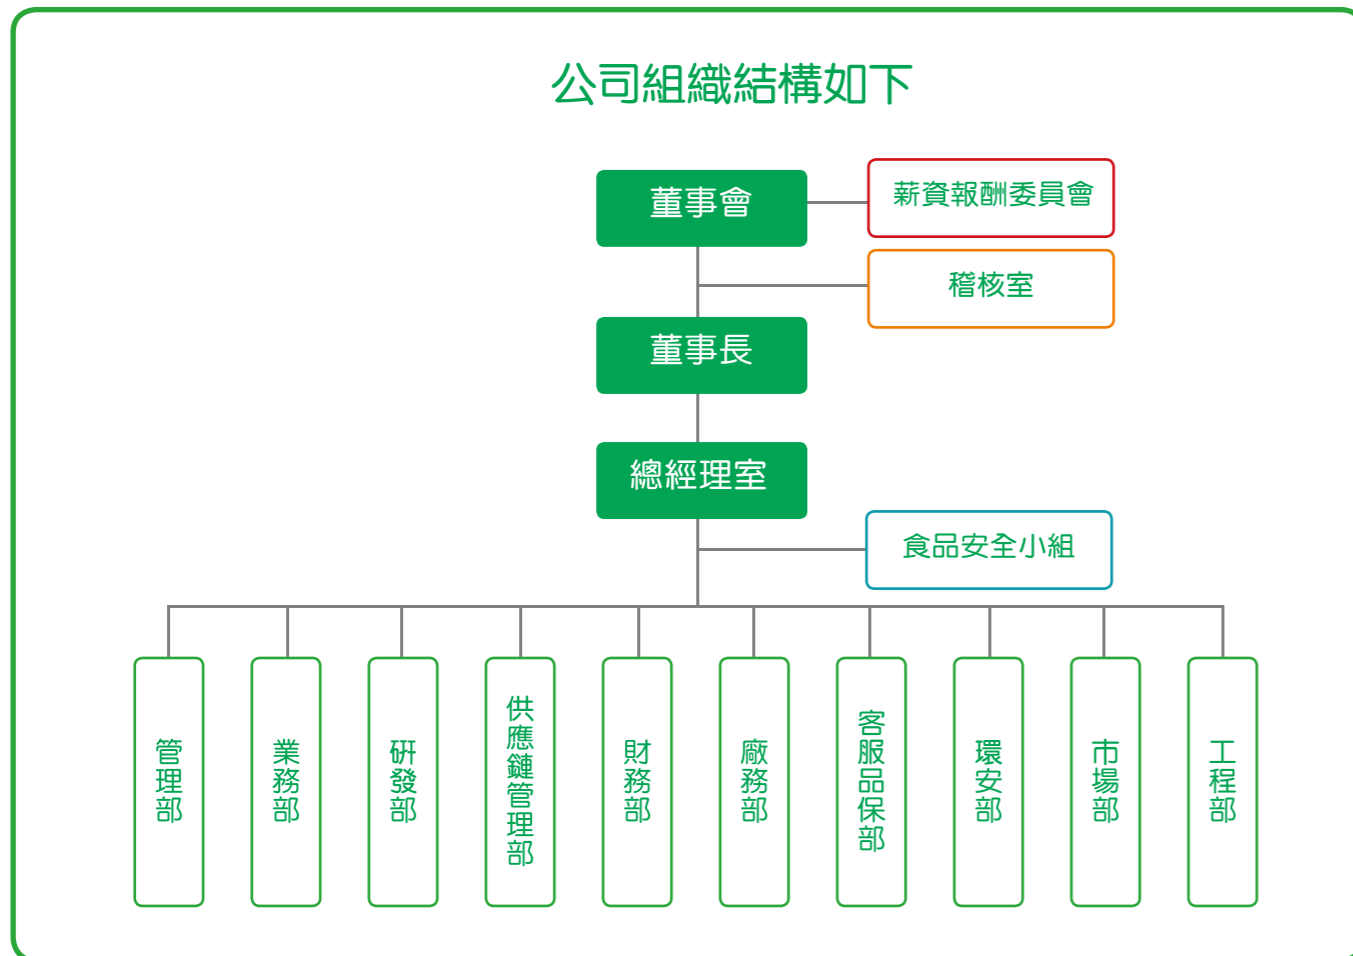 公司組織結構如下
董事會
薪資報酬委員會
稽核室
董事長
總經理室
食品安全小組
管理部
業務部
研發部
供應鏈管理部
財務部
廠務部
客服品保部
環安部
市場部
工程部